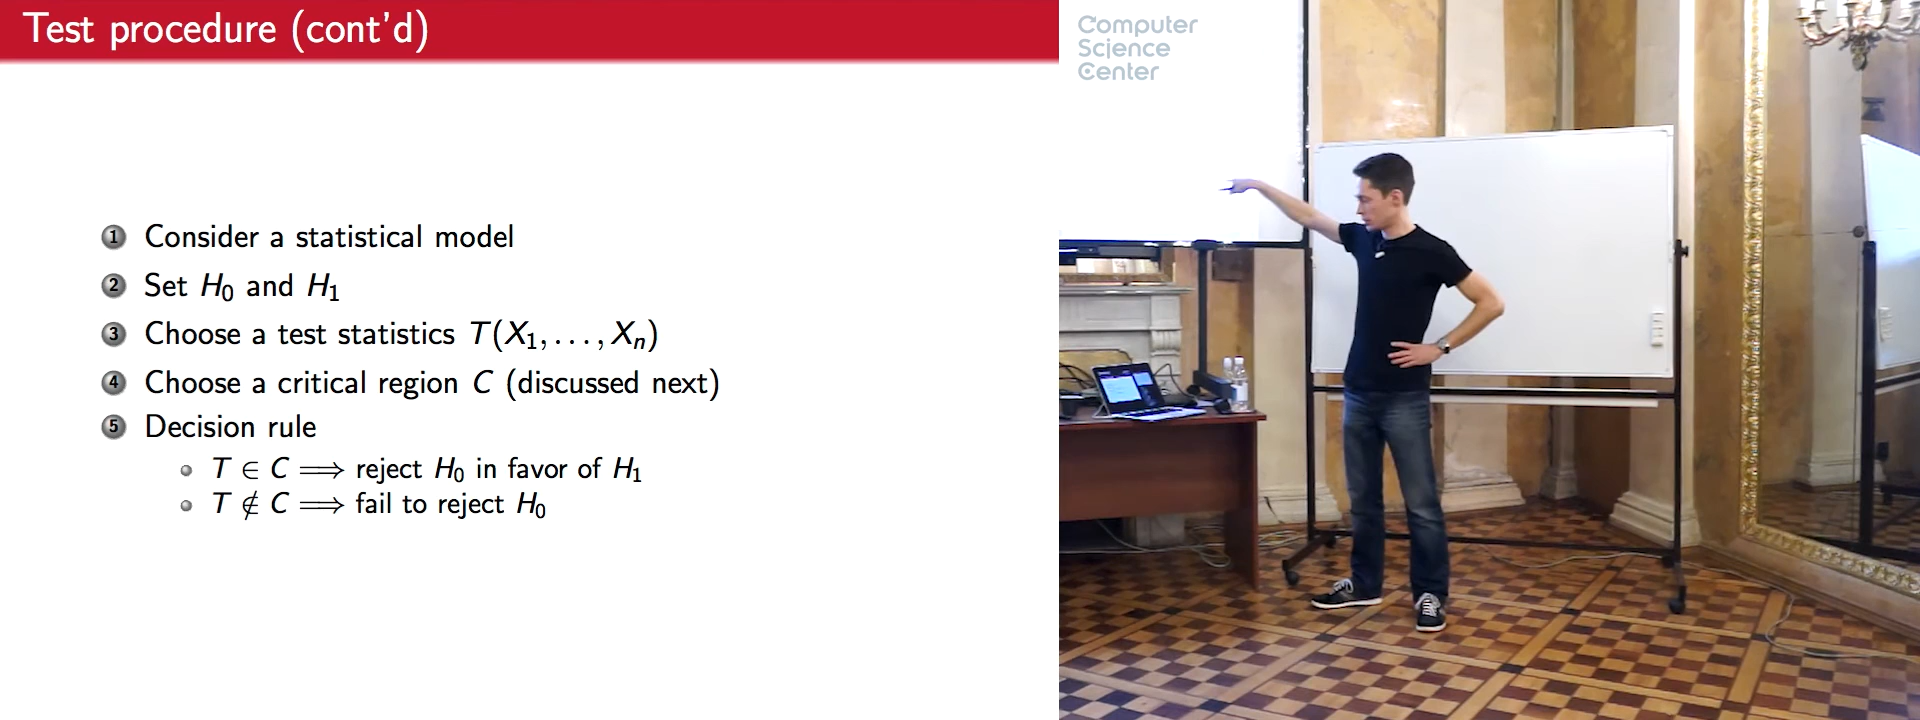 Test procedure (cont'd)
1 Consider a statistical model
2 Set H₀ and H₁
3 Choose a test statistics T(X₁, . . . , Xₙ)
4 Choose a critical region C (discussed next)
5 Decision rule
T ∈ C ⟹ reject H₀ in favor of H₁
T ∉ C ⟹ fail to reject H₀
Computer
Science
Center